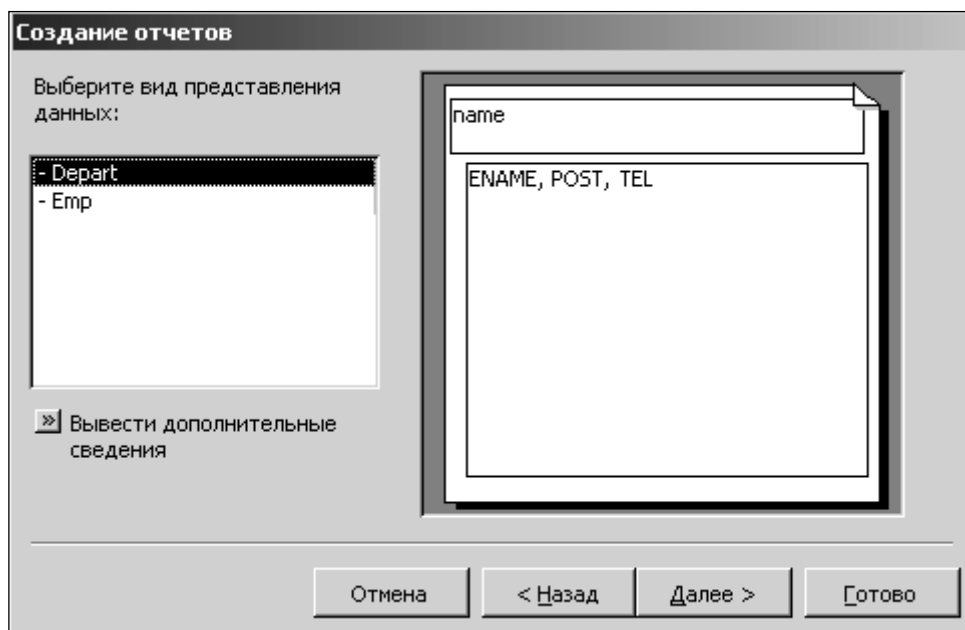 Создание отчетов
Выберите вид представления
данных:
- Depart
- Emp
name
ENAME, POST, TEL
» Вывести дополнительные
сведения
Отмена
< Назад
Далее >
Готово